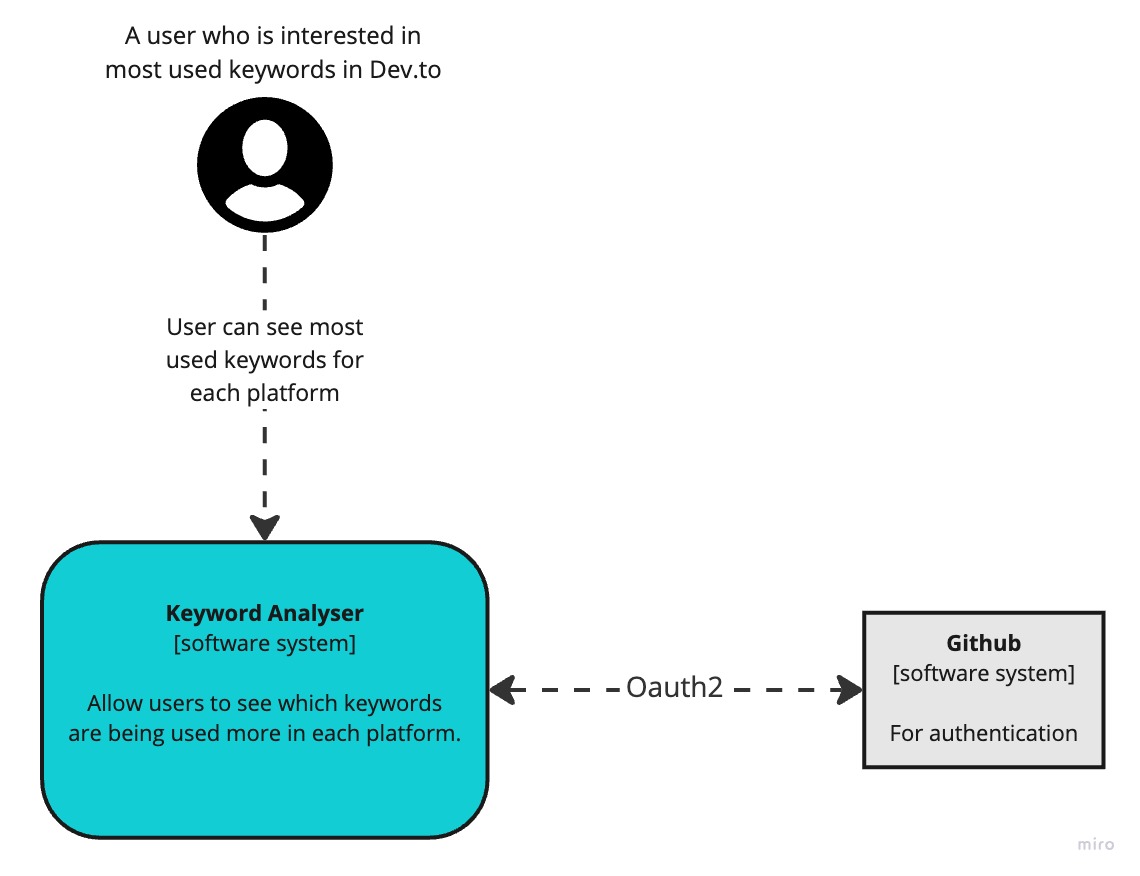 A user who is interested in
most used keywords in Dev.to
User can see most
used keywords for
each platform
Keyword Analyser
[software system]
Allow users to see which keywords
are being used more in each platform.
Oauth2
Github
[software system]
For authentication
miro